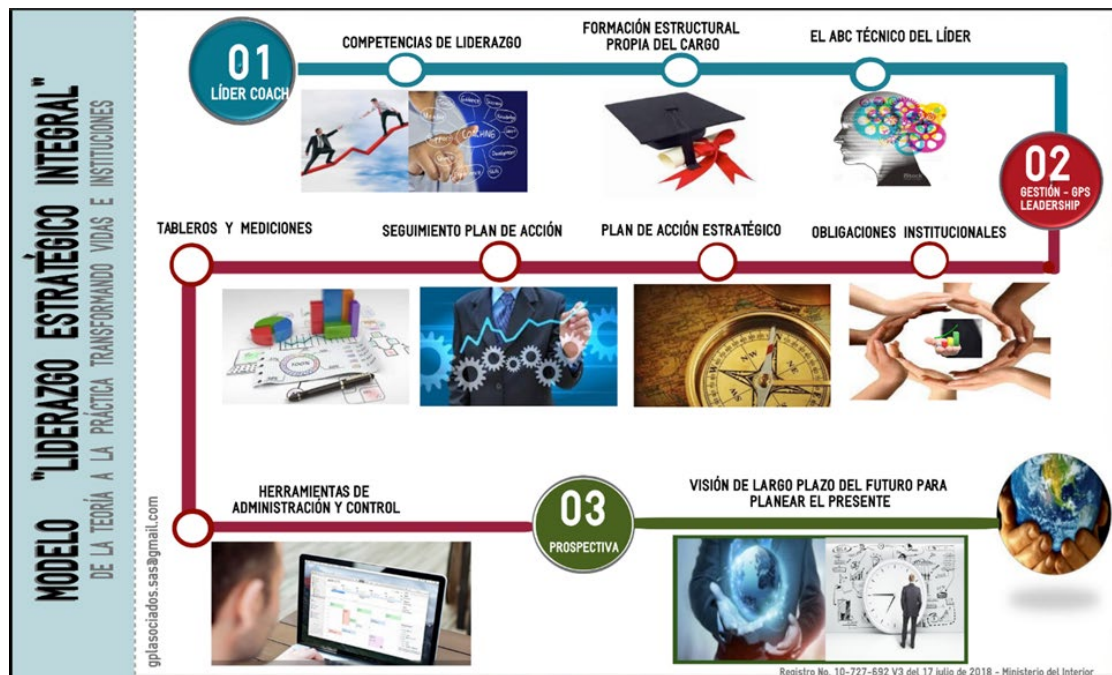 MODELO "LIDERAZGO ESTRATÉGICO INTEGRAL"
DE LA TEORÍA A LA PRÁCTICA TRANSFORMANDO VIDAS E INSTITUCIONES
01
LÍDER COACH
COMPETENCIAS DE LIDERAZGO
FORMACIÓN ESTRUCTURAL
PROPIA DEL CARGO
EL ABC TÉCNICO DEL LÍDER
COACHING
02
GESTIÓN - GPS
LEADERSHIP
OBLIGACIONES INSTITUCIONALES
PLAN DE ACCIÓN ESTRATÉGICO
SEGUIMIENTO PLAN DE ACCIÓN
TABLEROS Y MEDICIONES
100%
HERRAMIENTAS DE
ADMINISTRACIÓN Y CONTROL
03
PROSPECTIVA
VISIÓN DE LARGO PLAZO DEL FUTURO PARA
PLANEAR EL PRESENTE
gplasociados.sas@gmail.com
Registro No. 10-727-692 V3 del 17 julio de 2018 - Ministerio del Interior